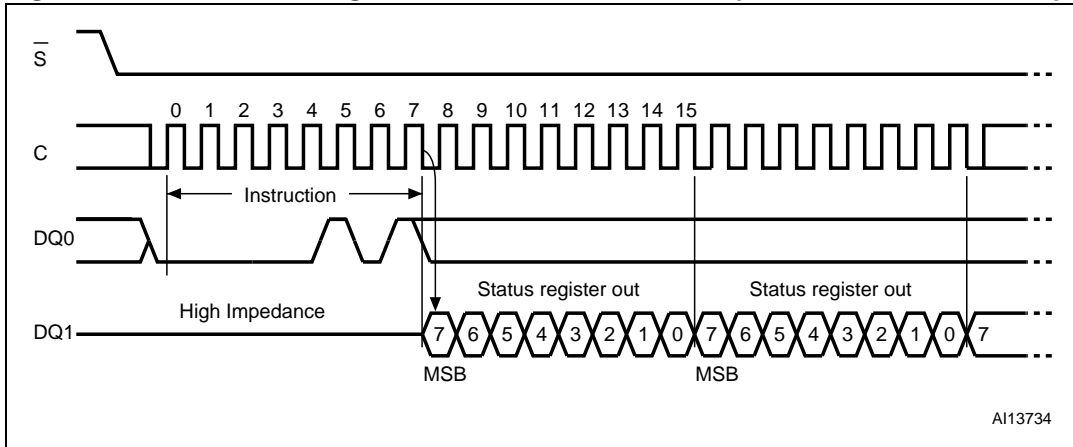 S
0 1 2 3 4 5 6 7 8 9 10 11 12 13 14 15
C
Instruction
DQ0
Status register out Status register out
High Impedance
DQ1 7 6 5 4 3 2 1 0 7 6 5 4 3 2 1 0 7
MSB MSB
AI13734